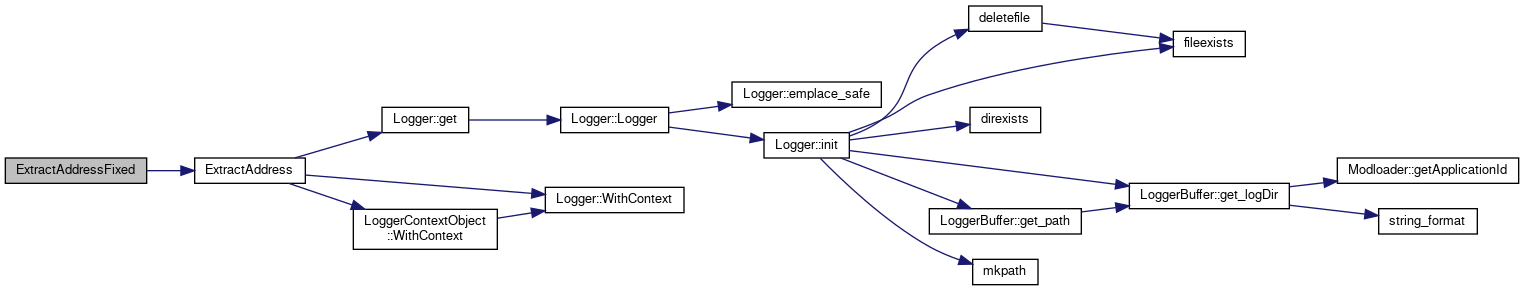 ExtractAddressFixed
ExtractAddress
Logger::get
Logger::WithContext
LoggerContextObject
::WithContext
Logger::Logger
Logger::emplace_safe
Logger::init
deletefile
fileexists
direxists
LoggerBuffer::get_logDir
LoggerBuffer::get_path
mkpath
Modloader::getApplicationId
string_format